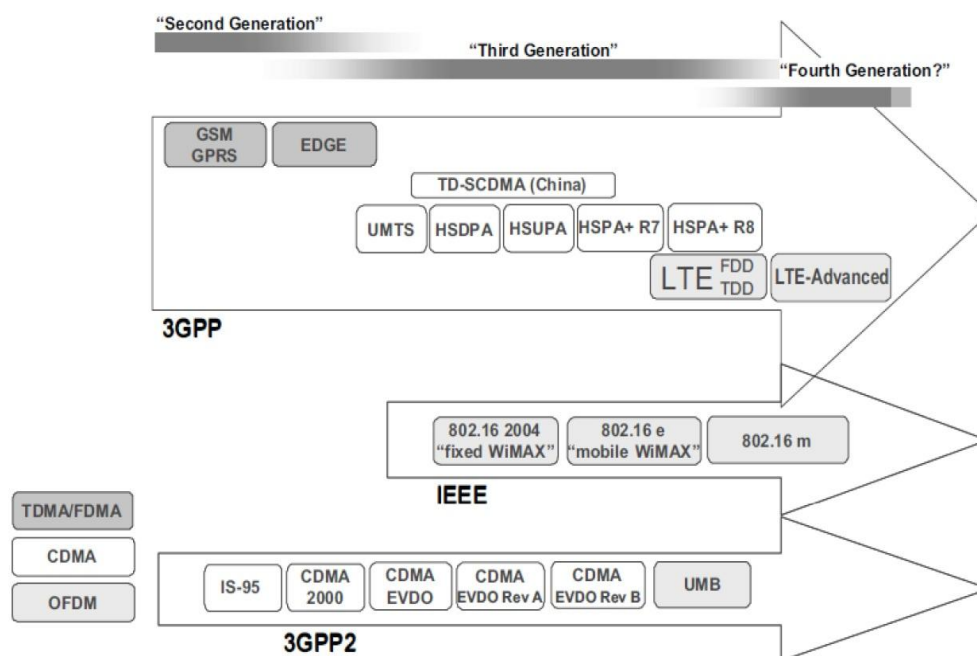 “Second Generation”
“Third Generation”
“Fourth Generation?”
GSM
GPRS
EDGE
TD-SCDMA (China)
UMTS
HSDPA
HSUPA
HSPA+ R7
HSPA+ R8
LTE FDD
TDD
LTE-Advanced
3GPP
802.16 2004
“fixed WiMAX”
802.16 e
“mobile WiMAX”
802.16 m
IEEE
TDMA/FDMA
CDMA
OFDM
IS-95
CDMA
2000
CDMA
EVDO
CDMA
EVDO Rev A
CDMA
EVDO Rev B
UMB
3GPP2